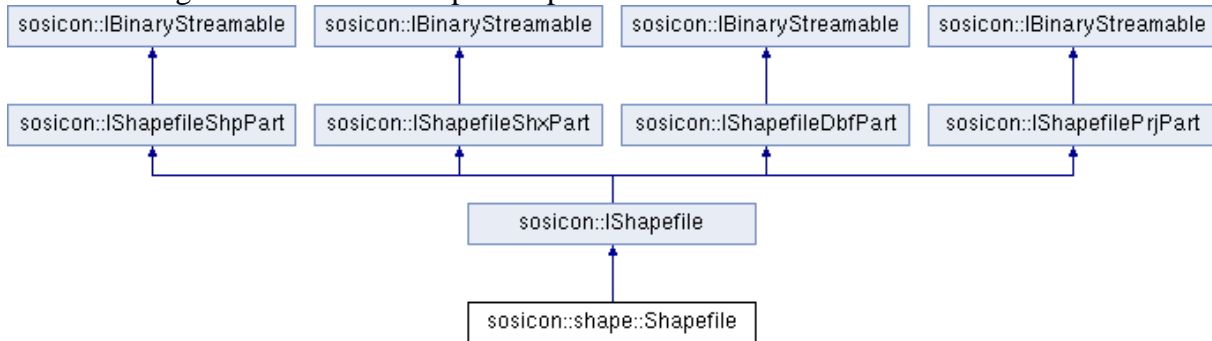 sosicon::IBinaryStreamable sosicon::IBinaryStreamable sosicon::IBinaryStreamable sosicon::IBinaryStreamable
sosicon::IShapefileShpPart sosicon::IShapefileShxPart sosicon::IShapefileDbfPart sosicon::IShapefilePrjPart
sosicon::IShapefile
sosicon::shape::Shapefile